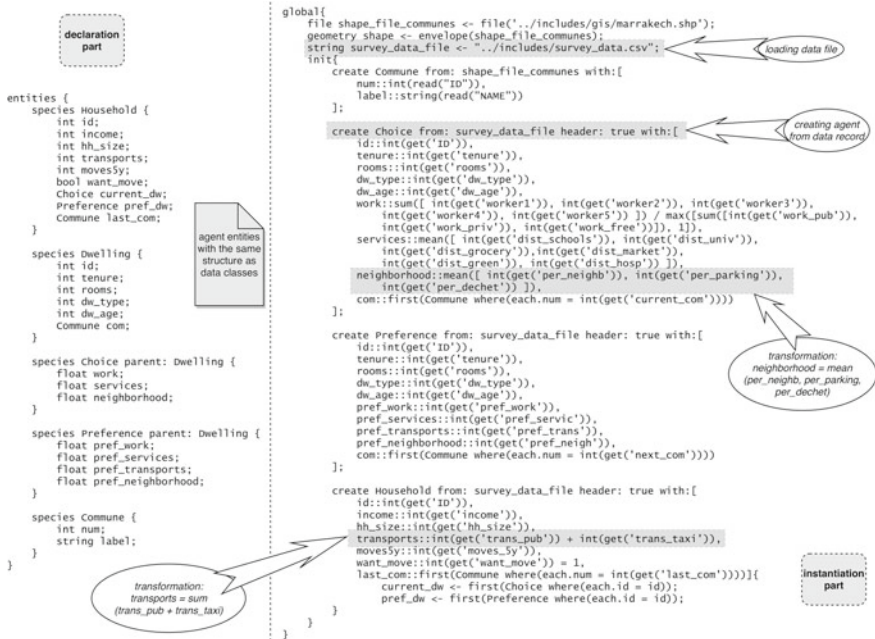 declaration
part
entities {
species Household {
int id;
int income;
int hh_size;
int transports;
int moves5y;
bool want_move;
Choice current_dw;
Preference pref_dw;
Commune last_com;
}
species Dwelling {
int id;
int tenure;
int rooms;
int dw_type;
int dw_age;
Commune com;
}
species Choice parent: Dwelling {
float work;
float services;
float neighborhood;
}
species Preference parent: Dwelling {
float pref_work;
float pref_services;
float pref_transports;
float pref_neighborhood;
}
species Commune {
int num;
string label;
}
}
agent entities
with the same
structure as
data classes
transformation:
transports = sum
(trans_pub + trans_taxi)
global{
file shape_file_communes <- file('../includes/gis/marrakech.shp');
geometry shape <- envelope(shape_file_communes);
string survey_data_file <- "../includes/survey_data.csv";
init{
create Commune from: shape_file_communes with:[
num::int(read("ID")),
label::string(read("NAME"))
];
create Choice from: survey_data_file header: true with:[
id::int(get('ID')),
tenure::int(get('tenure')),
rooms::int(get('rooms')),
dw_type::int(get('dw_type')),
dw_age::int(get('dw_age')),
work::sum([ int(get('worker1')), int(get('worker2')), int(get('worker3')),
int(get('worker4')), int(get('worker5')) ]) / max([sum([int(get('work_pub')),
int(get('work_priv')), int(get('work_free'))]), 1]),
services::mean([ int(get('dist_schools')), int(get('dist_univ')),
int(get('dist_grocery')),int(get('dist_market')),
int(get('dist_green')), int(get('dist_hosp')) ]),
neighborhood::mean([ int(get('per_neighb')), int(get('per_parking')),
int(get('per_dechet')) ]),
com::first(Commune where(each.num = int(get('current_com'))))
];
create Preference from: survey_data_file header: true with:[
id::int(get('ID')),
tenure::int(get('tenure')),
rooms::int(get('rooms')),
dw_type::int(get('dw_type')),
dw_age::int(get('dw_age')),
pref_work::int(get('pref_work')),
pref_services::int(get('pref_servic')),
pref_transports::int(get('pref_trans')),
pref_neighborhood::int(get('pref_neigh')),
com::first(Commune where(each.num = int(get('next_com'))))
];
create Household from: survey_data_file header: true with:[
id::int(get('ID')),
income::int(get('income')),
hh_size::int(get('hh_size')),
transports::int(get('trans_pub')) + int(get('trans_taxi')),
moves5y::int(get('moves_5y')),
want_move::int(get('want_move')) = 1,
last_com::first(Commune where(each.num = int(get('last_com'))))]{
current_dw <- first(Choice where(each.id = id));
pref_dw <- first(Preference where(each.id = id));
}
}
}
loading data file
creating agent
from data record
transformation:
neighborhood = mean
(per_neighb, per_parking,
per_dechet)
instantiation
part